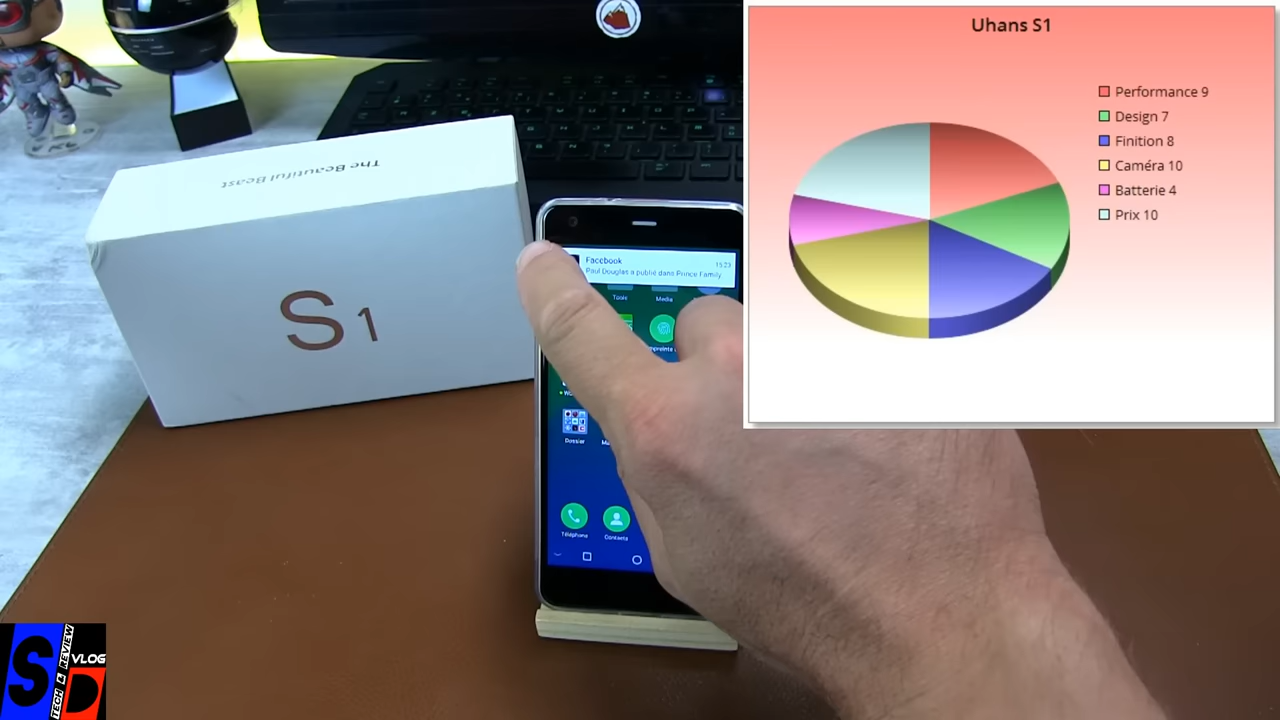 Uhans S1
Performance 9
Design 7
Finition 8
Caméra 10
Batterie 4
Prix 10
The Beautiful Beast
S1
Facebook
15:23
Paul Douglas a publié dans Prince Family
Tools
Media
Dossier
Téléphone
Contacts
SD
TECH & REVIEW
VLOG